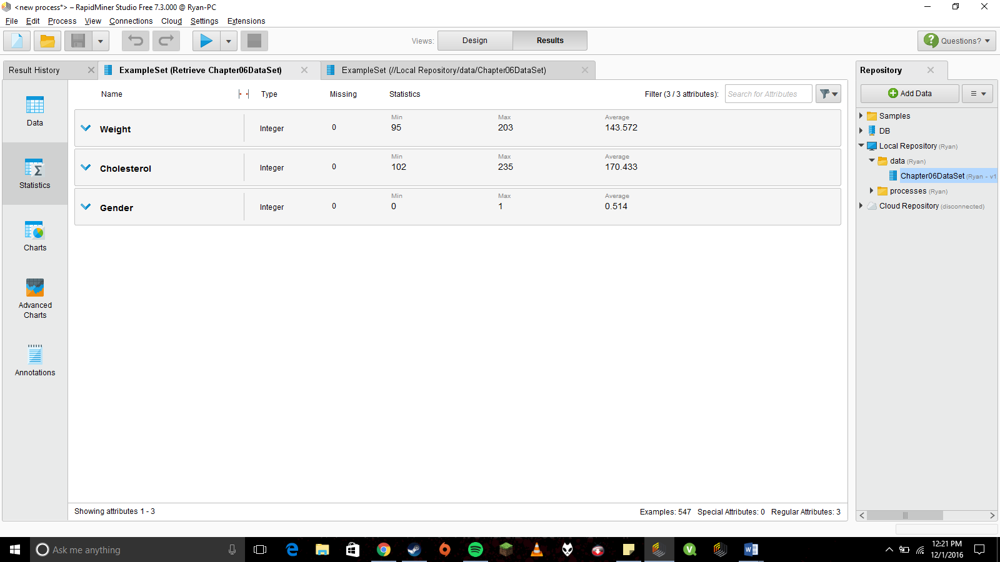 <new process*> – RapidMiner Studio Free 7.3.000 @ Ryan-PC
File Edit Process View Connections Cloud Settings Extensions
Views: Design Results Questions?
Result History ExampleSet (Retrieve Chapter06DataSet) ExampleSet (//Local Repository/data/Chapter06DataSet) Repository
Name Type Missing Statistics Filter (3 / 3 attributes): Search for Attributes
Data
Statistics
Charts
Advanced
Charts
Annotations
Min Max Average
Weight Integer 0 95 203 143.572
Min Max Average
Cholesterol Integer 0 102 235 170.433
Min Max Average
Gender Integer 0 0 1 0.514
Showing attributes 1 - 3 Examples: 547 Special Attributes: 0 Regular Attributes: 3
Add Data
Samples
DB
Local Repository (Ryan)
data (Ryan)
Chapter06DataSet (Ryan - v1
processes (Ryan)
Cloud Repository (disconnected)
Ask me anything
12:21 PM
12/1/2016